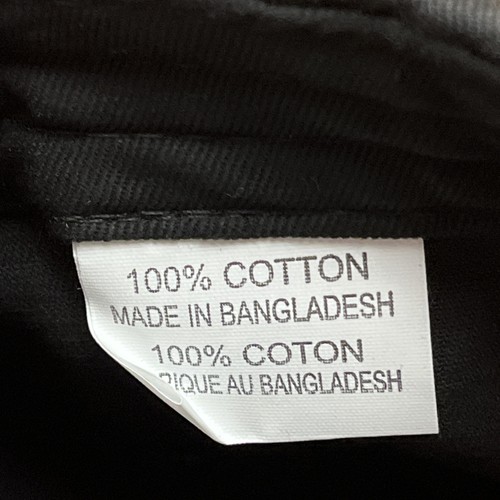 100% COTTON
MADE IN BANGLADESH
100% COTON
AU BANGLADESH